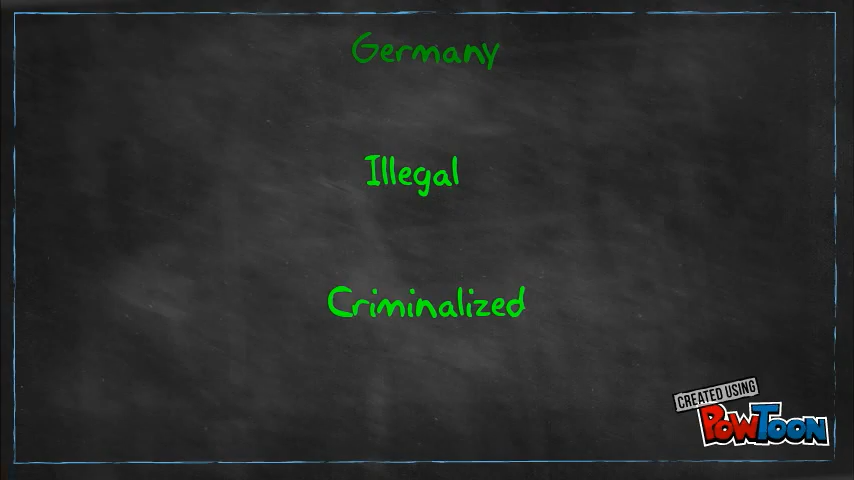 Germany
Illegal
Criminalized
CREATED USING
POWTOON